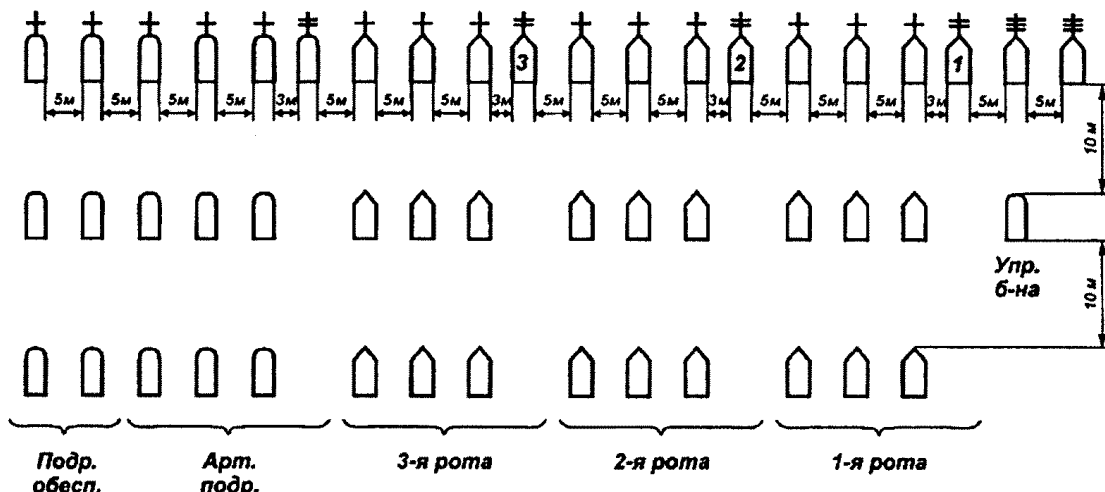 3 2 1
5м 5м 5м 5м 3м 5м 5м 5м 3м 5м 5м 5м 3м 5м 5м 5м 3м 5м 5м
10 м
Упр.
б-на
10 м
Подр.
обесп.
Арт.
подр.
3-я рота
2-я рота
1-я рота